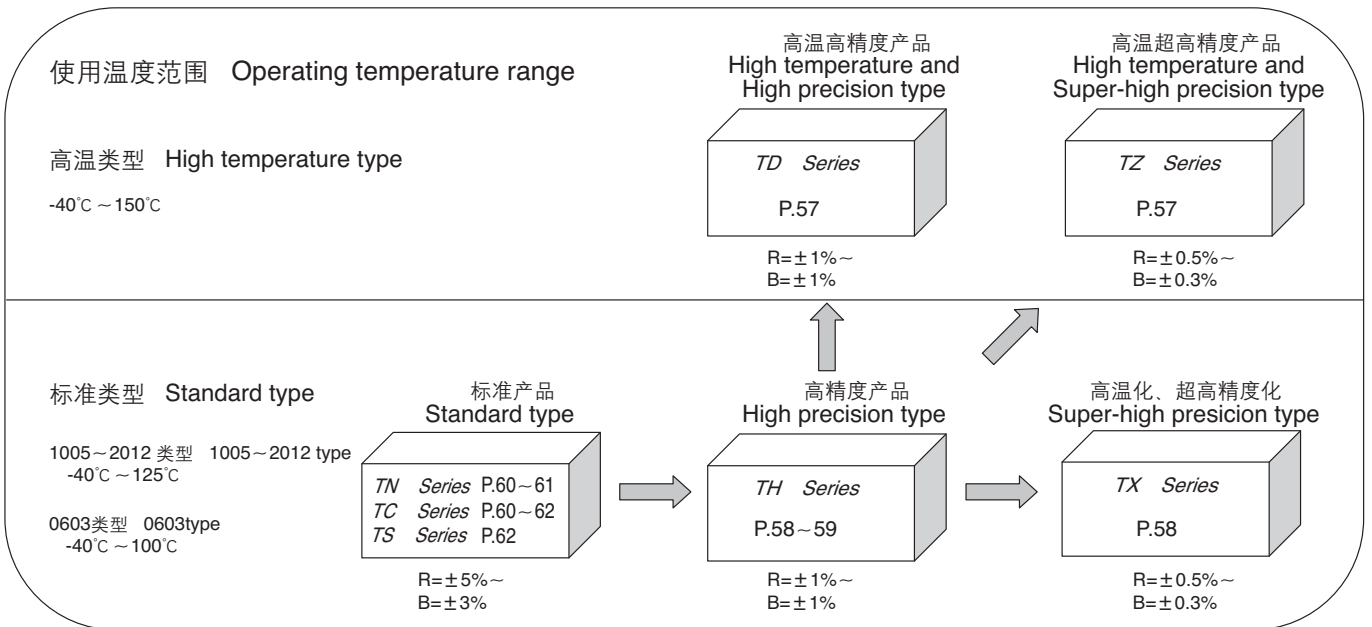 使用温度范围 Operating temperature range
高温高精度产品
High temperature and
High precision type
高温超高精度产品
High temperature and
Super-high precision type
高温类型 High temperature type
-40℃～150℃
TD Series
P.57
R=±1%～
B=±1%
TZ Series
P.57
R=±0.5%～
B=±0.3%
标准类型 Standard type
1005～2012 类型 1005～2012 type
-40℃～125℃
0603类型 0603type
-40℃～100℃
标准产品
Standard type
TN Series P.60～61
TC Series P.60～62
TS Series P.62
R=±5%～
B=±3%
高精度产品
High precision type
TH Series
P.58～59
R=±1%～
B=±1%
高温化、超高精度化
Super-high presicion type
TX Series
P.58
R=±0.5%～
B=±0.3%